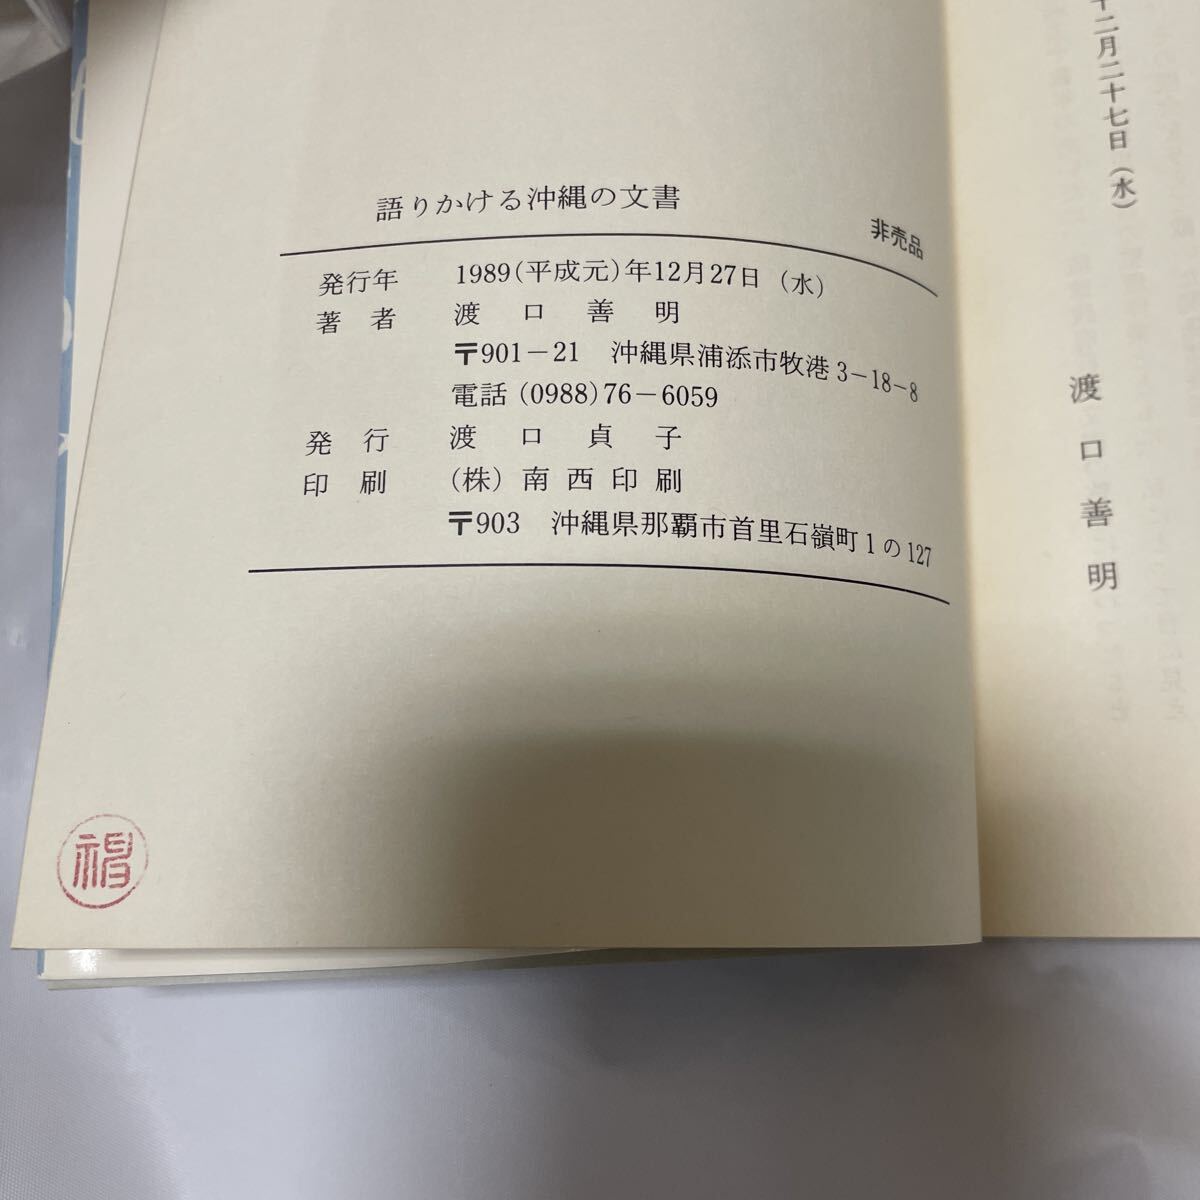 十二月二十七日（水）
渡口善明
語りかける沖縄の文書
非売品
発行年　1989（平成元）年12月27日（水）
著者　渡口善明
〒901－21　沖縄県浦添市牧港3－18－8
電話（0988）76－6059
発行　渡口貞子
印刷　（株）南西印刷
〒903　沖縄県那覇市首里石嶺町1の127